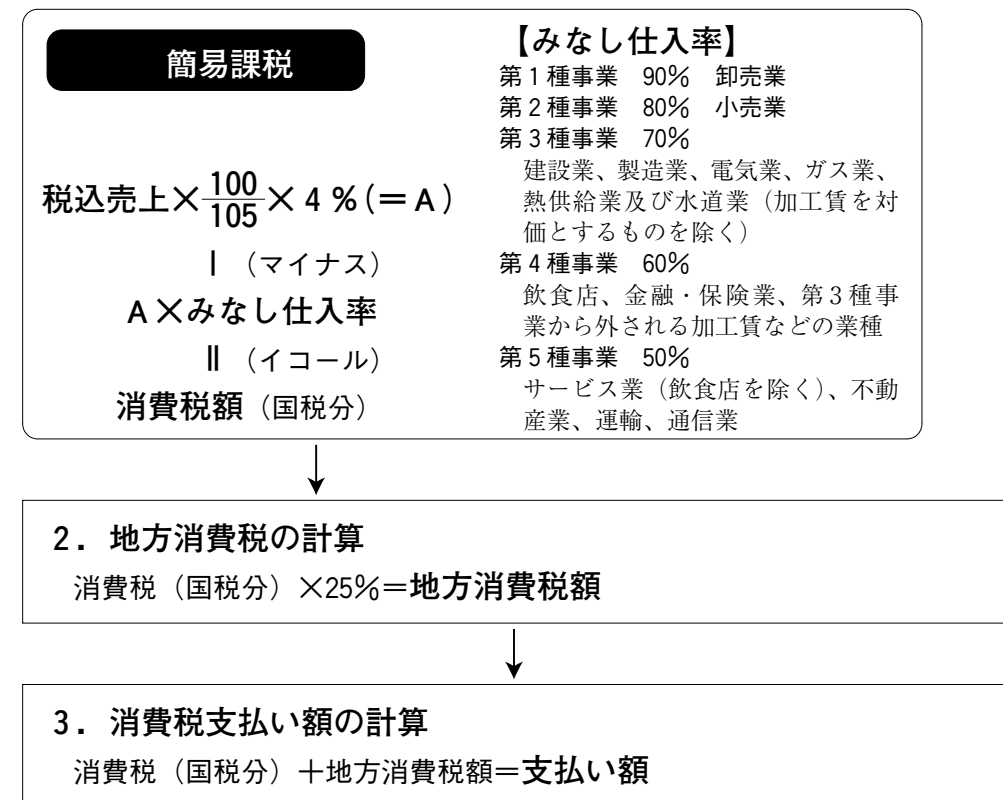 簡易課税
税込売上×100/105×4%(=A)
| (マイナス)
A×みなし仕入率
‖ (イコール)
消費税額(国税分)
【みなし仕入率】
第1種事業 90% 卸売業
第2種事業 80% 小売業
第3種事業 70%
建設業、製造業、電気業、ガス業、
熱供給業及び水道業(加工賃を対
価とするものを除く)
第4種事業 60%
飲食店、金融・保険業、第3種事
業から外される加工賃などの業種
第5種事業 50%
サービス業(飲食店を除く)、不動
産業、運輸、通信業
2.地方消費税の計算
消費税(国税分)×25%=地方消費税額
3.消費税支払い額の計算
消費税(国税分)+地方消費税額=支払い額